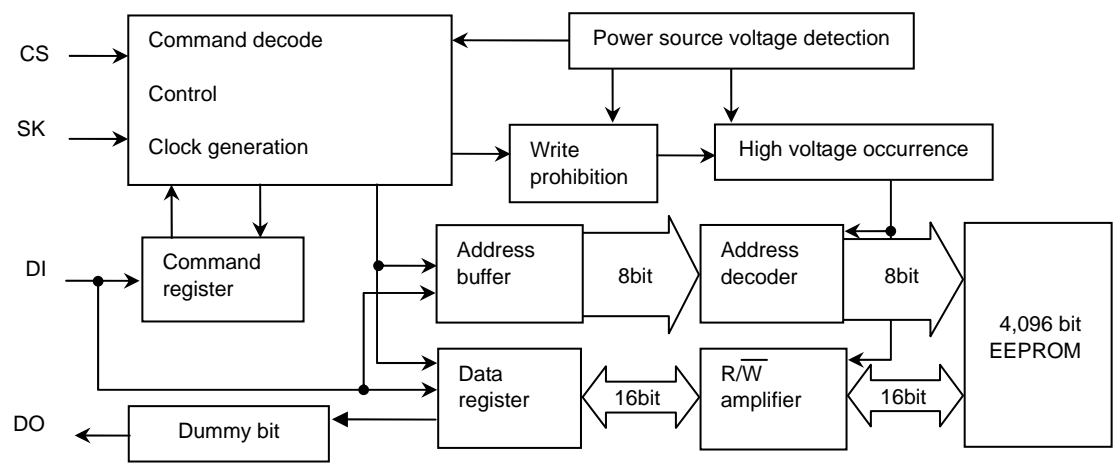 CS
Command decode
Power source voltage detection
Control
SK
Clock generation
Write
prohibition
High voltage occurrence
DI
Command
register
Address
buffer
8bit
Address
decoder
8bit
4,096 bit
EEPROM
Data
register
16bit
R/W̅
amplifier
16bit
DO
Dummy bit